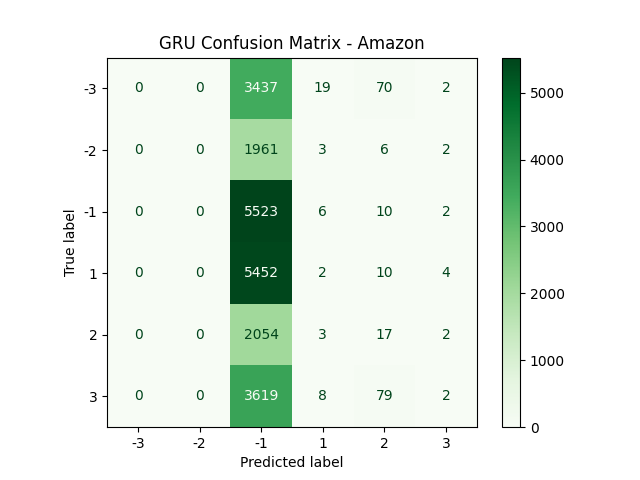 GRU Confusion Matrix - Amazon
-3 0 0 3437 19 70 2
-2 0 0 1961 3 6 2
-1 0 0 5523 6 10 2
1 0 0 5452 2 10 4
2 0 0 2054 3 17 2
3 0 0 3619 8 79 2
-3 -2 -1 1 2 3
Predicted label
True label
5000
4000
3000
2000
1000
0